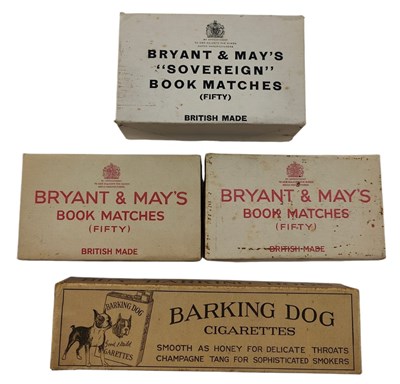 BRYANT & MAY'S
"SOVEREIGN"
BOOK MATCHES
(FIFTY)
BRITISH MADE
BRYANT & MAY'S
BOOK MATCHES
(FIFTY)
BRITISH MADE
BRYANT & MAY'S
BOOK MATCHES
(FIFTY)
BRITISH MADE
BARKING DOG
CIGARETTES
BARKING DOG
CIGARETTES
SMOOTH AS HONEY FOR DELICATE THROATS
CHAMPAGNE TANG FOR SOPHISTICATED SMOKERS